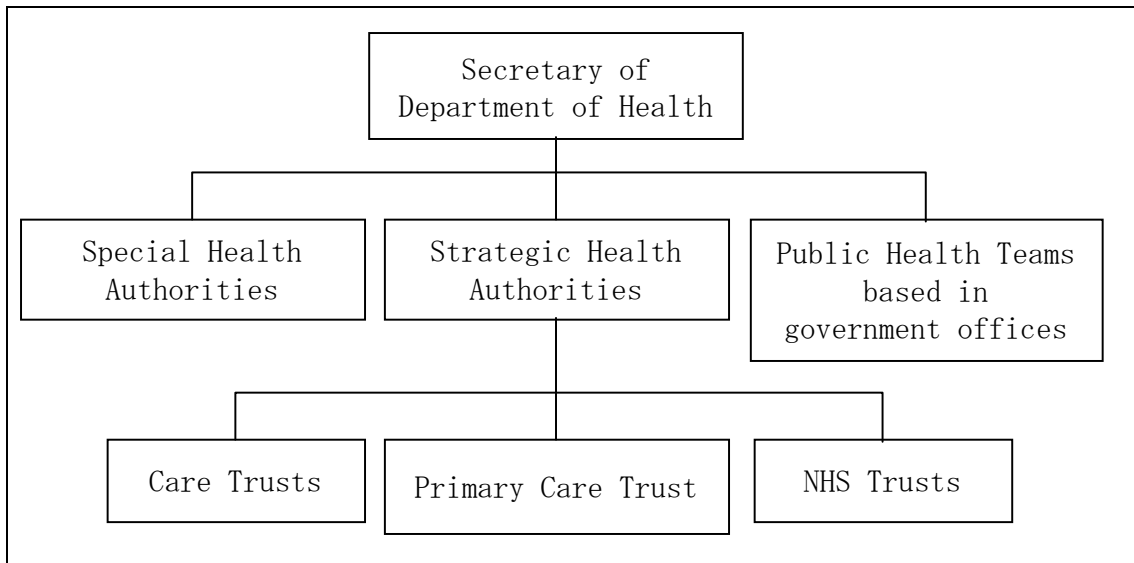 Secretary of
Department of Health
Special Health
Authorities
Strategic Health
Authorities
Public Health Teams
based in
government offices
Care Trusts
Primary Care Trust
NHS Trusts